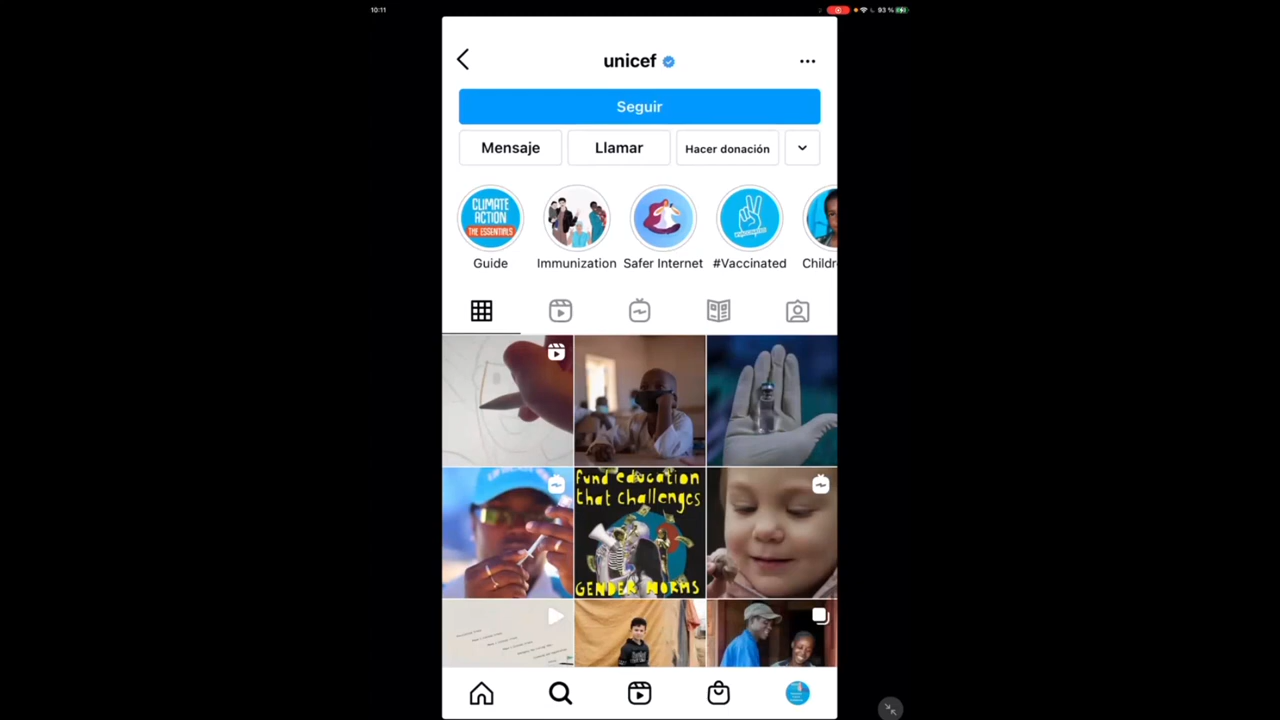 10:11
93 %
unicef
Seguir
Mensaje
Llamar
Hacer donación
CLIMATE
ACTION
THE ESSENTIALS
Guide
Immunization
Safer Internet
#Vaccinated
Childr
fund education
that challenges
GENDER NORMS